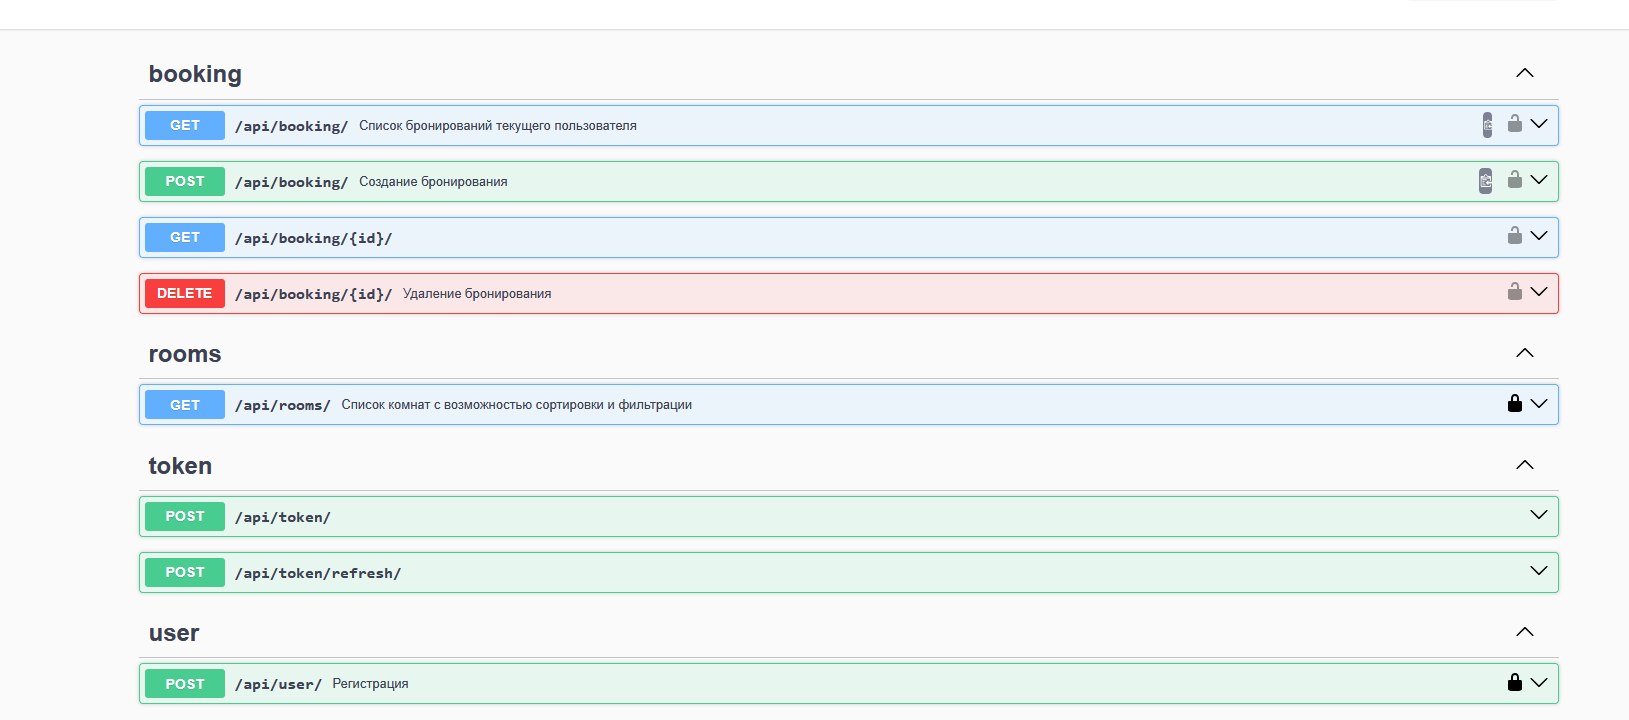 booking
GET /api/booking/ Список бронирований текущего пользователя
POST /api/booking/ Создание бронирования
GET /api/booking/{id}/
DELETE /api/booking/{id}/ Удаление бронирования
rooms
GET /api/rooms/ Список комнат с возможностью сортировки и фильтрации
token
POST /api/token/
POST /api/token/refresh/
user
POST /api/user/ Регистрация